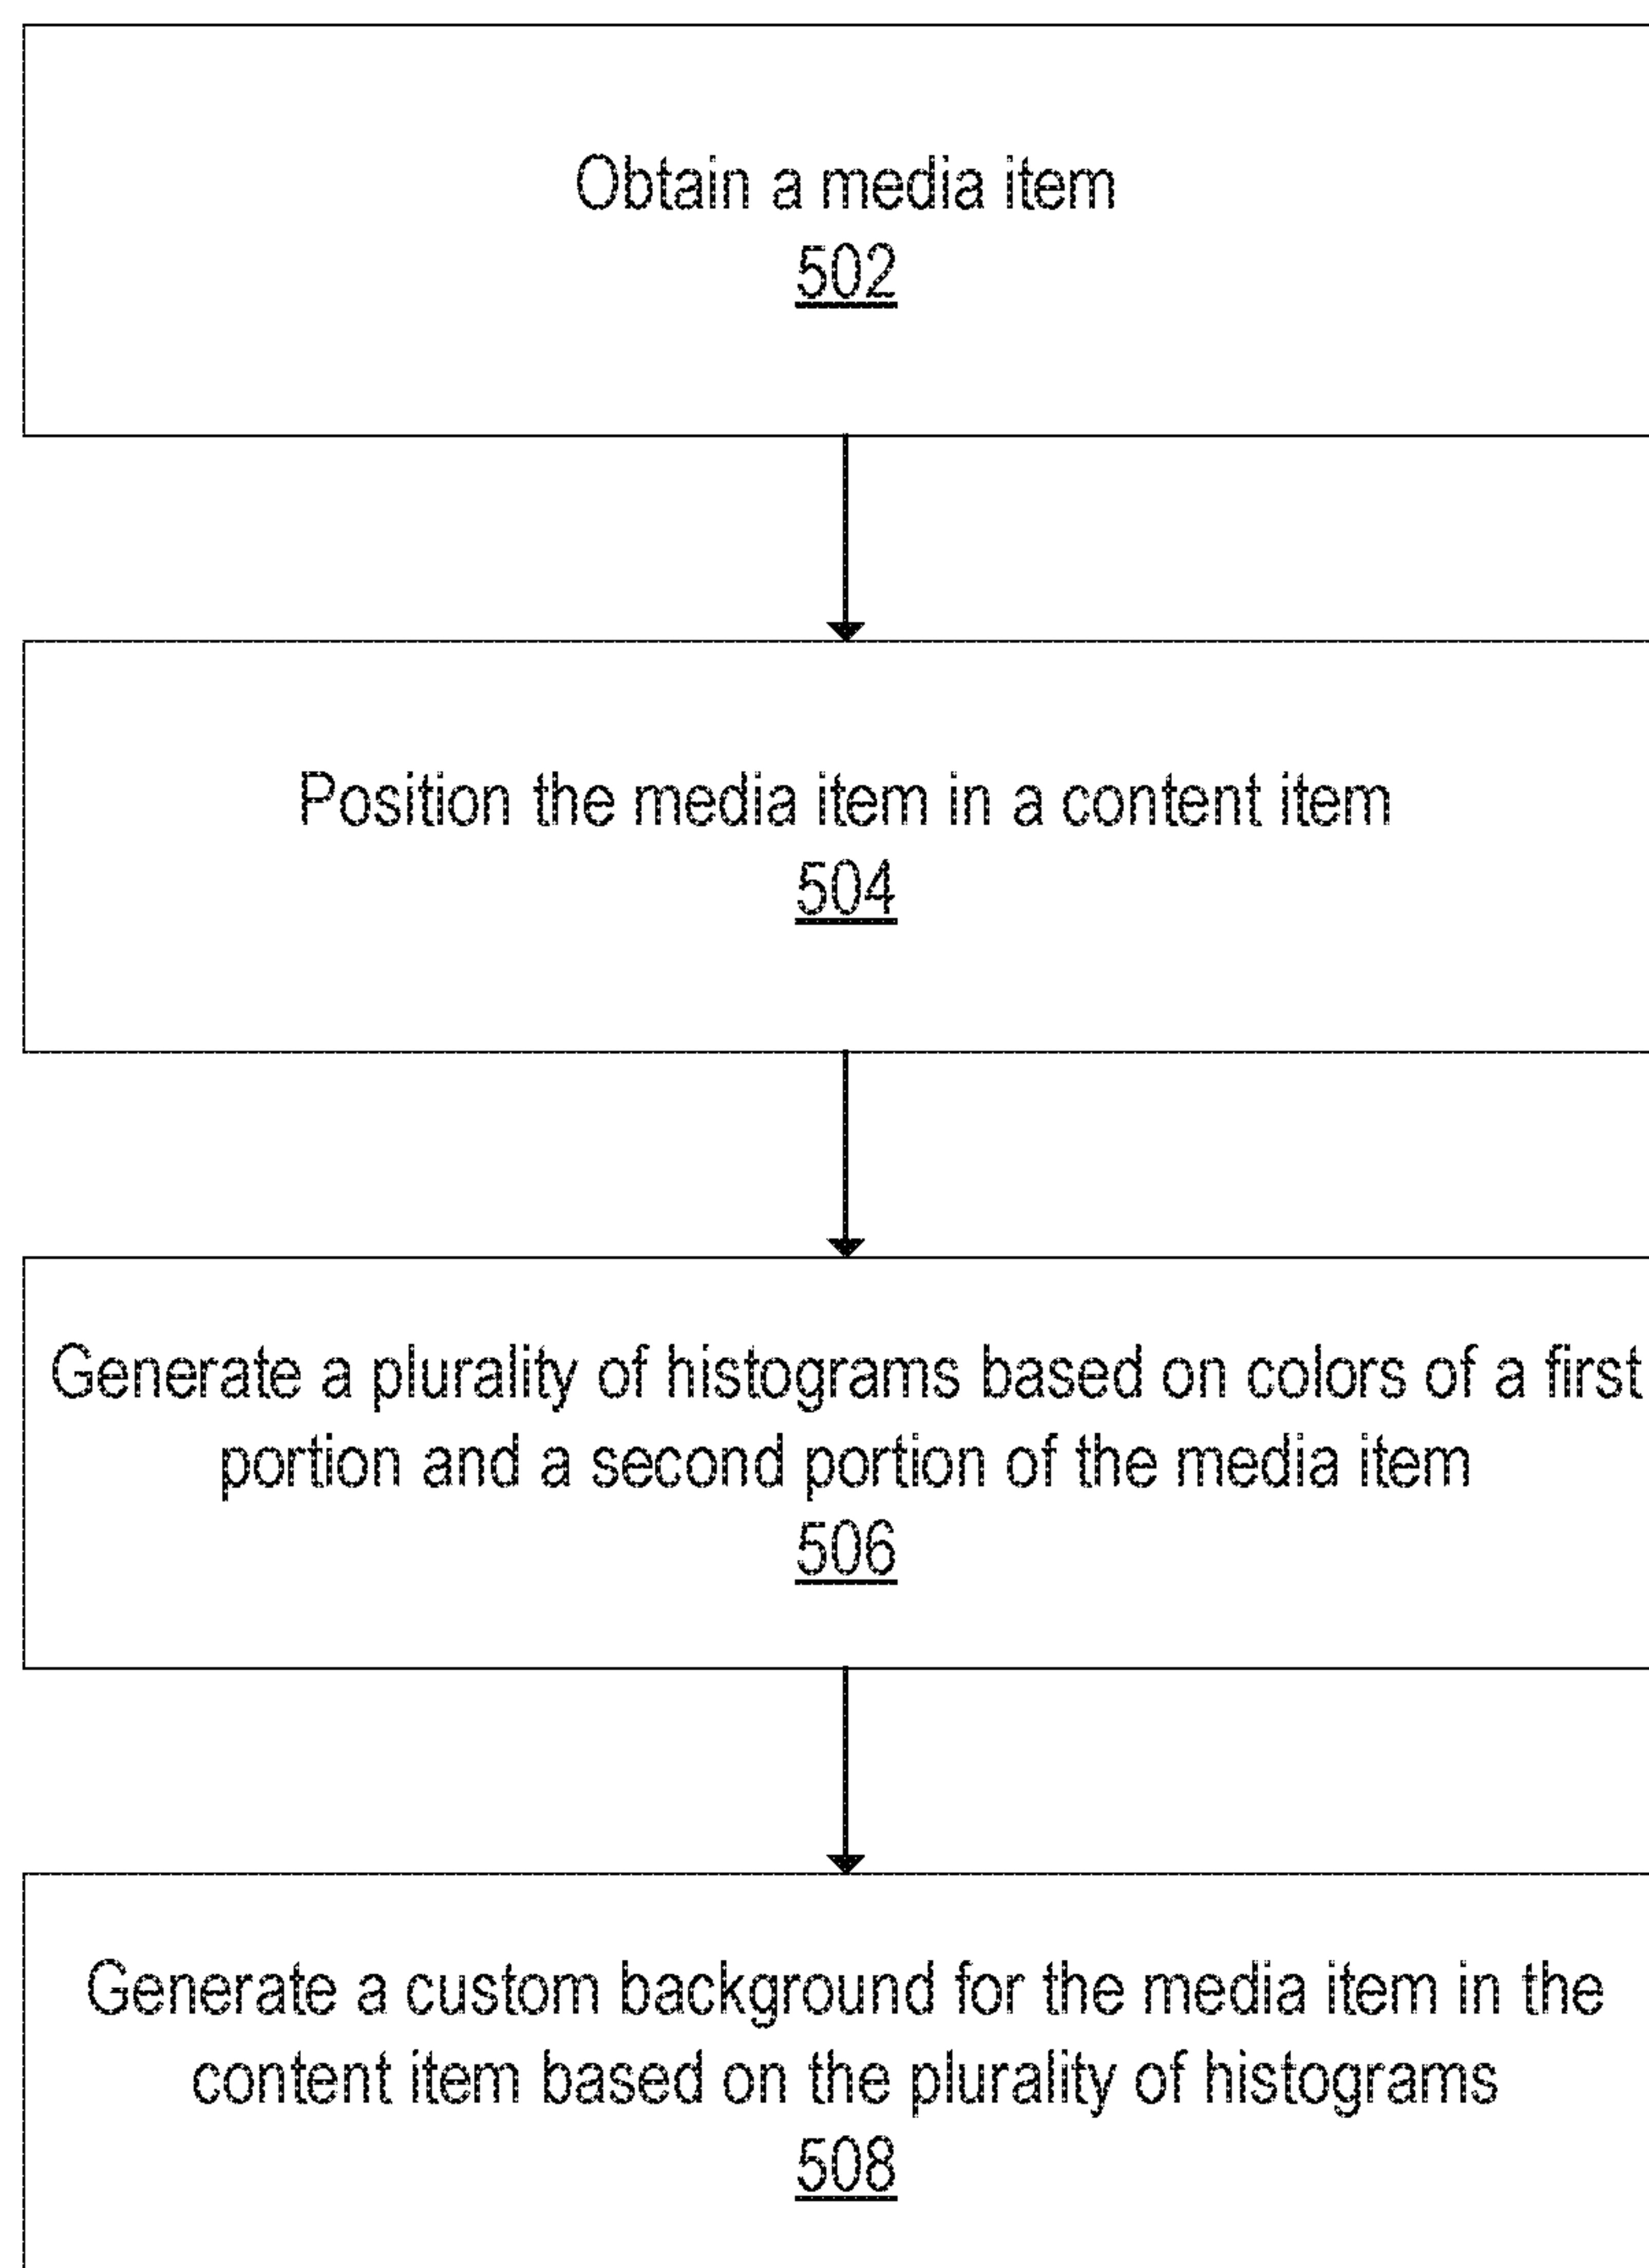 Obtain a media item
502
Position the media item in a content item
504
Generate a plurality of histograms based on colors of a first
portion and a second portion of the media item
506
Generate a custom background for the media item in the
content item based on the plurality of histograms
508